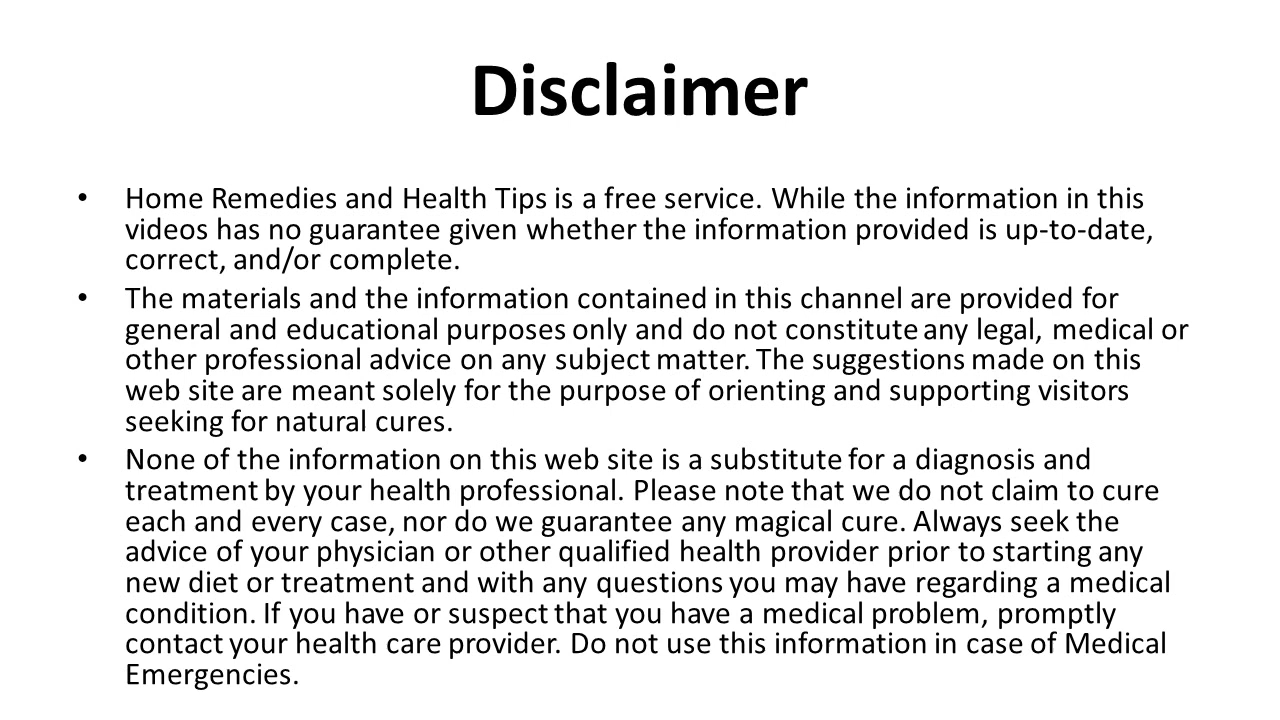 Disclaimer
• Home Remedies and Health Tips is a free service. While the information in this
videos has no guarantee given whether the information provided is up-to-date,
correct, and/or complete.
• The materials and the information contained in this channel are provided for
general and educational purposes only and do not constitute any legal, medical or
other professional advice on any subject matter. The suggestions made on this
web site are meant solely for the purpose of orienting and supporting visitors
seeking for natural cures.
• None of the information on this web site is a substitute for a diagnosis and
treatment by your health professional. Please note that we do not claim to cure
each and every case, nor do we guarantee any magical cure. Always seek the
advice of your physician or other qualified health provider prior to starting any
new diet or treatment and with any questions you may have regarding a medical
condition. If you have or suspect that you have a medical problem, promptly
contact your health care provider. Do not use this information in case of Medical
Emergencies.